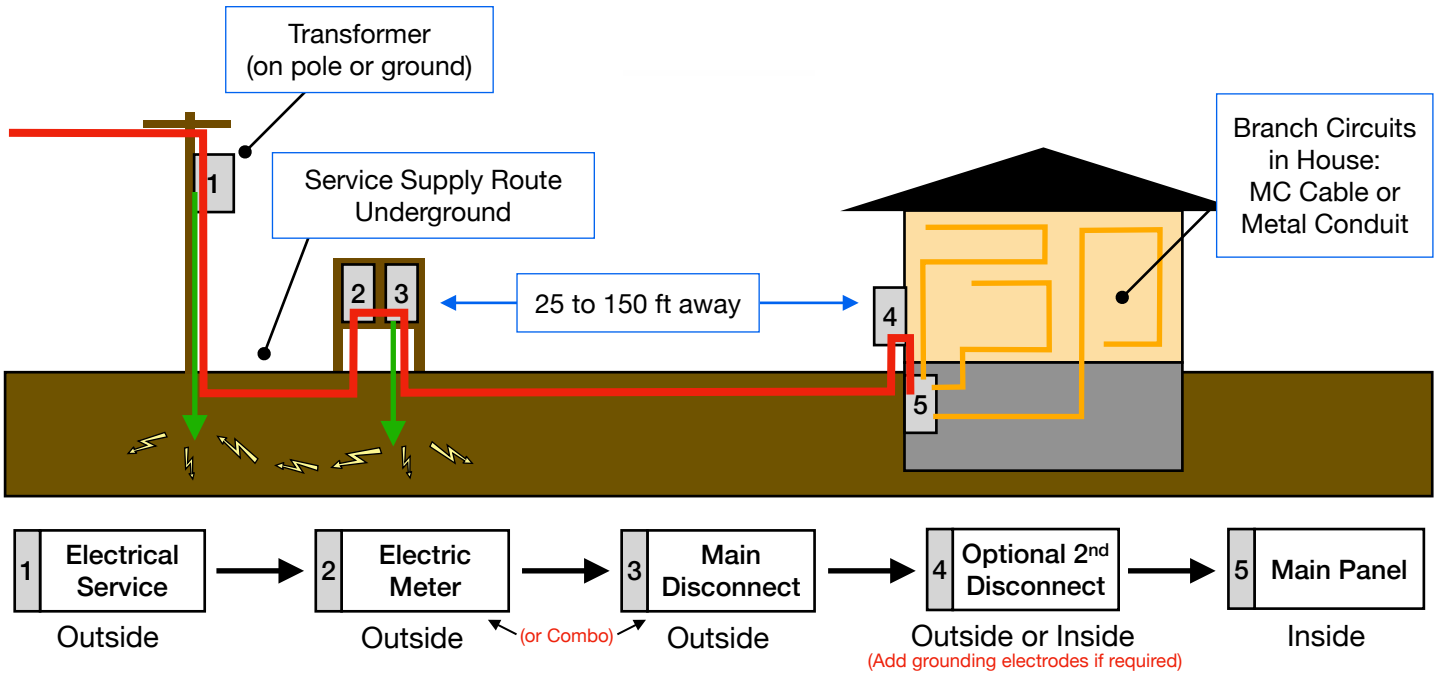 Transformer
(on pole or ground)
1
Service Supply Route
Underground
2
3
25 to 150 ft away
4
5
Branch Circuits
in House:
MC Cable or
Metal Conduit
1
Electrical
Service
Outside
2
Electric
Meter
Outside
(or Combo)
3
Main
Disconnect
Outside
4
Optional 2nd
Disconnect
Outside or Inside
(Add grounding electrodes if required)
5
Main Panel
Inside